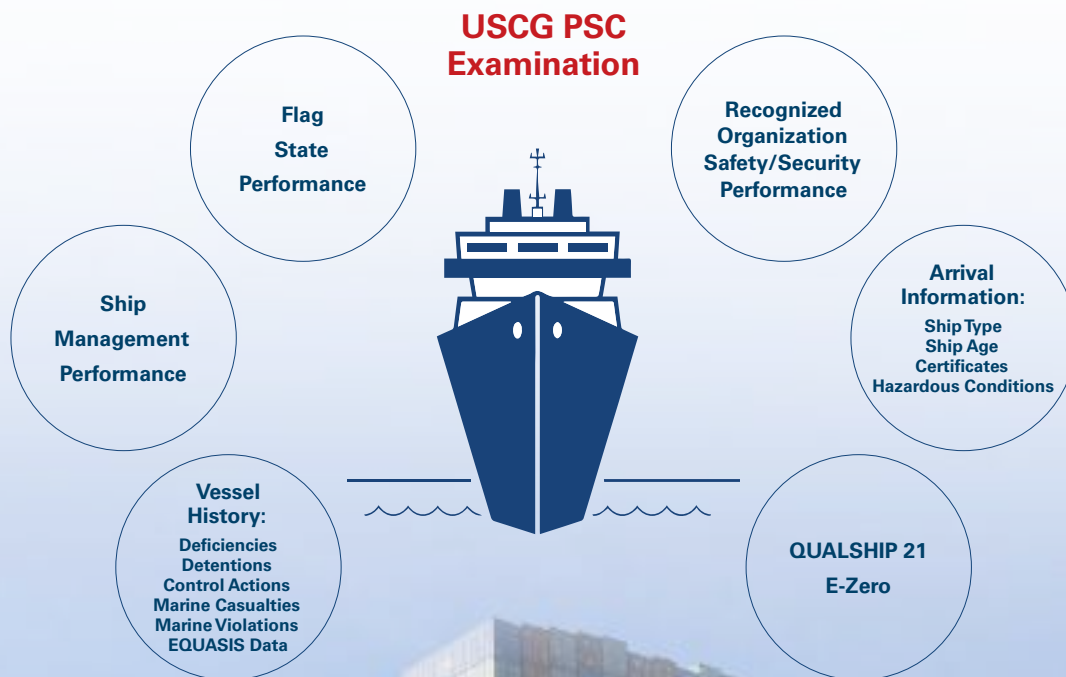 USCG PSC
Examination
Flag
State
Performance
Recognized
Organization
Safety/Security
Performance
Ship
Management
Performance
Arrival
Information:
Ship Type
Ship Age
Certificates
Hazardous Conditions
Vessel
History:
Deficiencies
Detentions
Control Actions
Marine Casualties
Marine Violations
EQUASIS Data
QUALSHIP 21
E-Zero